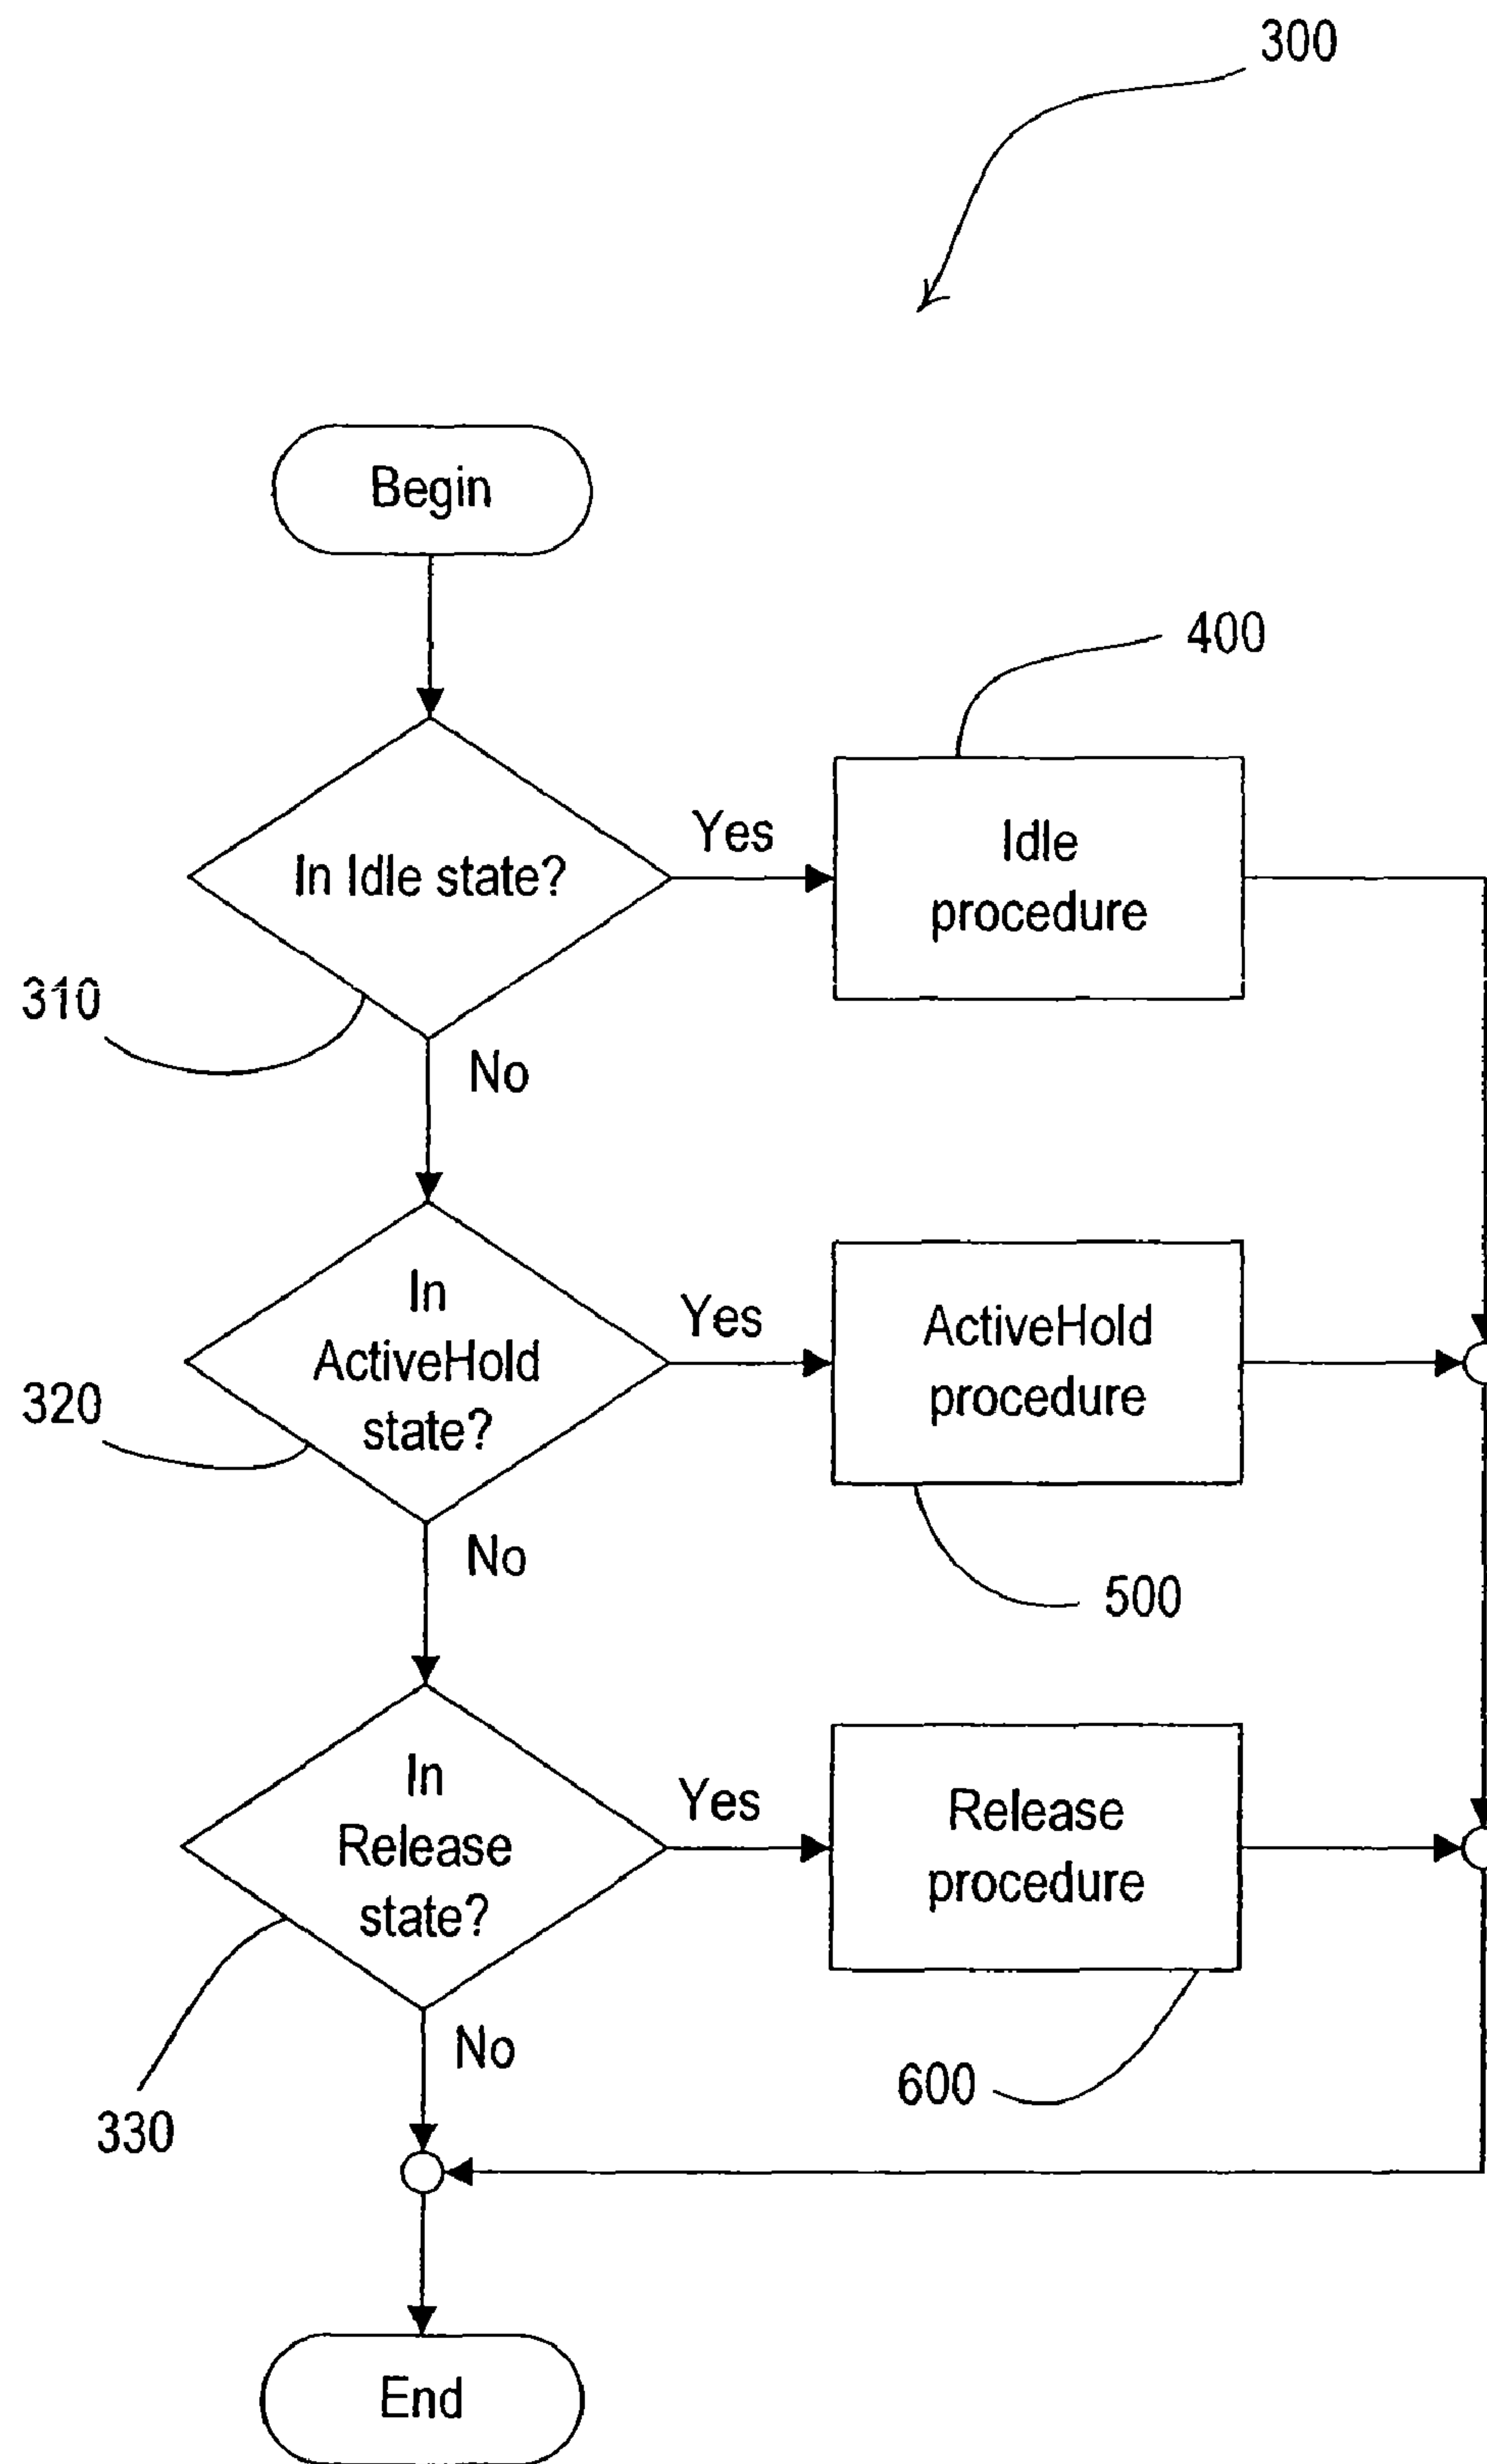 300
Begin
400
Yes
Idle
procedure
In Idle state?
310
No
In
ActiveHold
state?
Yes
ActiveHold
procedure
320
No
500
In
Release
state?
Yes
Release
procedure
No
600
330
End